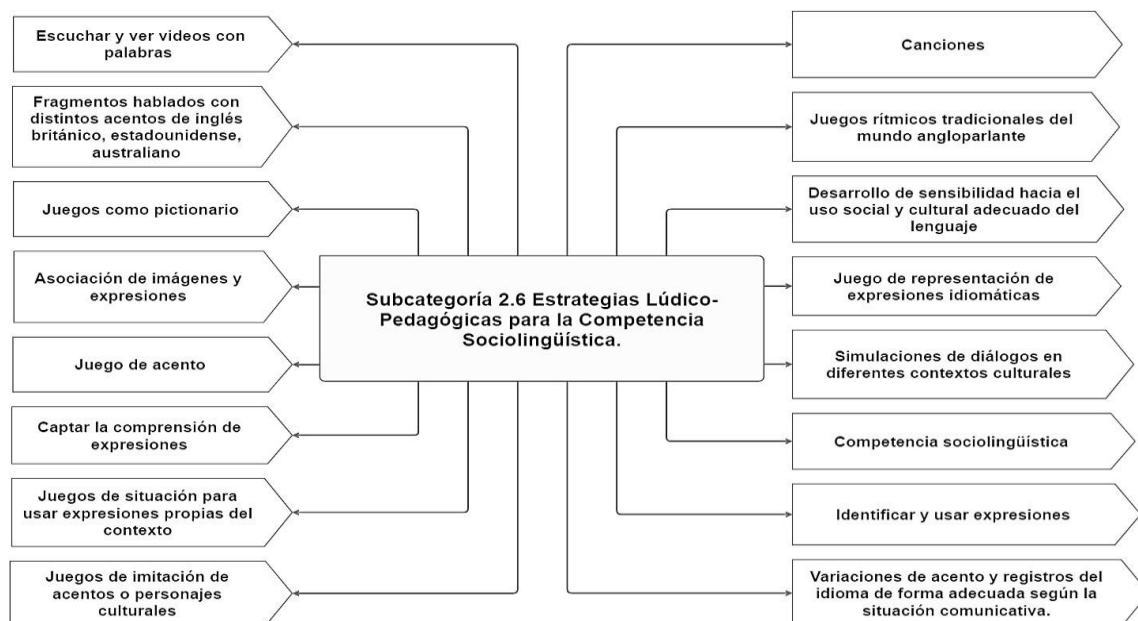 Escuchar y ver videos con
palabras
Fragmentos hablados con
distintos acentos de inglés
británico, estadounidense,
australiano
Juegos como pictionario
Asociación de imágenes y
expresiones
Juego de acento
Captar la comprensión de
expresiones
Juegos de situación para
usar expresiones propias del
contexto
Juegos de imitación de
acentos o personajes
culturales
Subcategoría 2.6 Estrategias Lúdico-
Pedagógicas para la Competencia
Sociolingüística.
Canciones
Juegos rítmicos tradicionales del
mundo angloparlante
Desarrollo de sensibilidad hacia el
uso social y cultural adecuado del
lenguaje
Juego de representación de
expresiones idiomáticas
Simulaciones de diálogos en
diferentes contextos culturales
Competencia sociolingüística
Identificar y usar expresiones
Variaciones de acento y registros del
idioma de forma adecuada según la
situación comunicativa.